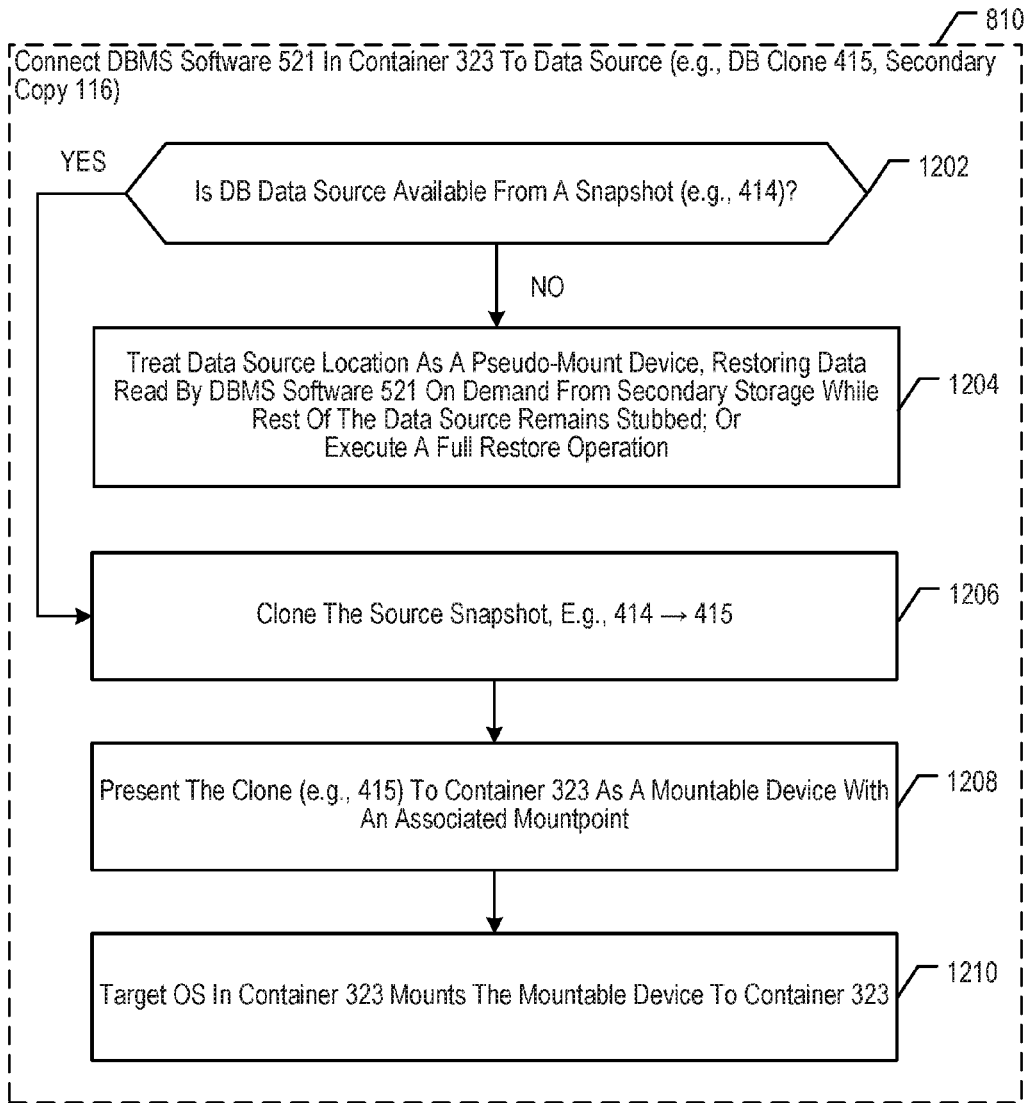 810
Connect DBMS Software 521 In Container 323 To Data Source (e.g., DB Clone 415, Secondary
Copy 116)
YES
Is DB Data Source Available From A Snapshot (e.g., 414)?
1202
NO
Treat Data Source Location As A Pseudo-Mount Device, Restoring Data
Read By DBMS Software 521 On Demand From Secondary Storage While
Rest Of The Data Source Remains Stubbed; Or
Execute A Full Restore Operation
1204
Clone The Source Snapshot, E.g., 414 → 415
1206
Present The Clone (e.g., 415) To Container 323 As A Mountable Device With
An Associated Mountpoint
1208
Target OS In Container 323 Mounts The Mountable Device To Container 323
1210